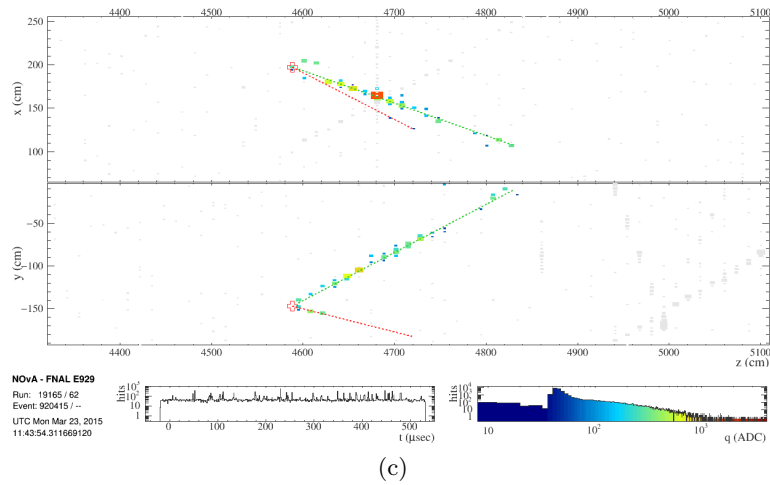 4400 4500 4600 4700 4800 4900 5000 5100
250
200
150
100
x (cm)
−50
−100
−150
y (cm)
4400 4500 4600 4700 4800 4900 5000 5100
z (cm)
NOvA - FNAL E929
Run: 19165 / 62
Event: 920415 / --
UTC Mon Mar 23, 2015
11:43:54.311669120
hits
10³
10²
10
1
0 100 200 300 400 500
t (μsec)
hits
10⁴
10³
10²
10
1
10 10² 10³
q (ADC)
(c)